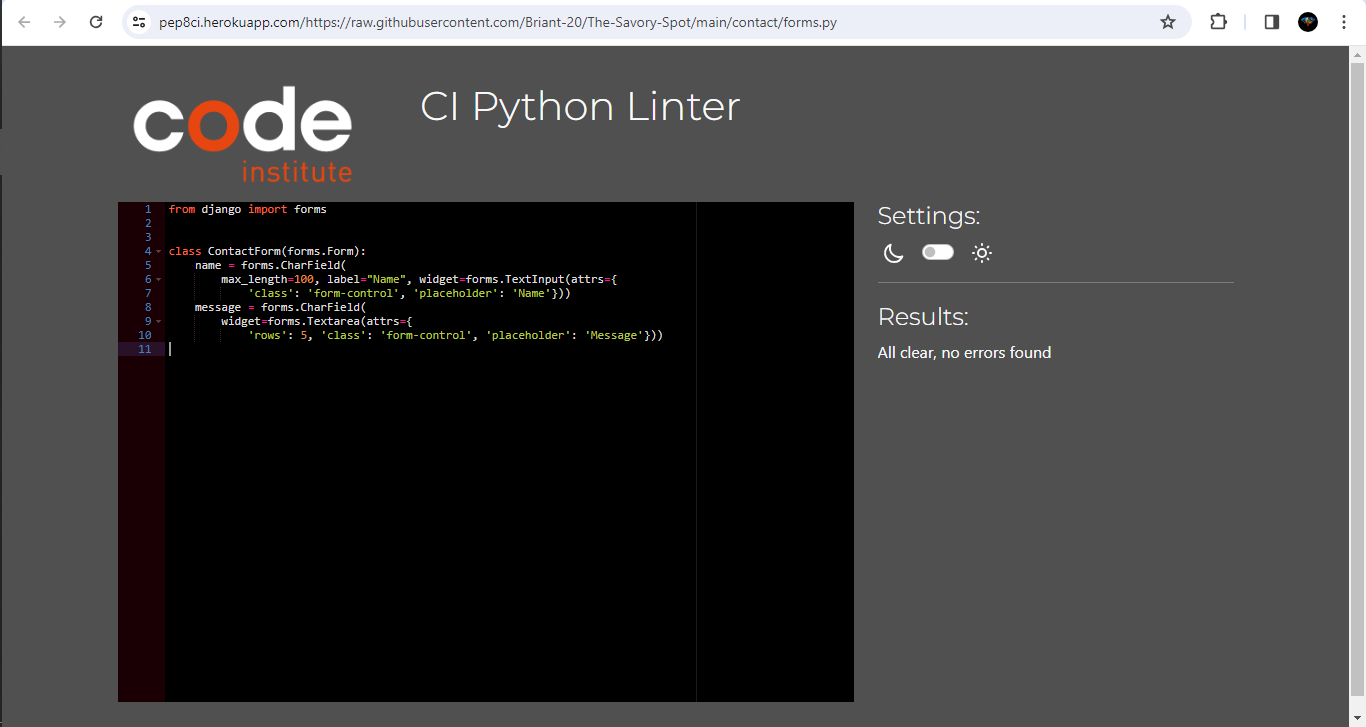 pep8ci.herokuapp.com/https://raw.githubusercontent.com/Briant-20/The-Savory-Spot/main/contact/forms.py
code
institute
CI Python Linter
1 from django import forms
2
3
4 class ContactForm(forms.Form):
5     name = forms.CharField(
6         max_length=100, label="Name", widget=forms.TextInput(attrs={
7             'class': 'form-control', 'placeholder': 'Name'}))
8     message = forms.CharField(
9         widget=forms.Textarea(attrs={
10             'rows': 5, 'class': 'form-control', 'placeholder': 'Message'}))
11
Settings:
Results:
All clear, no errors found